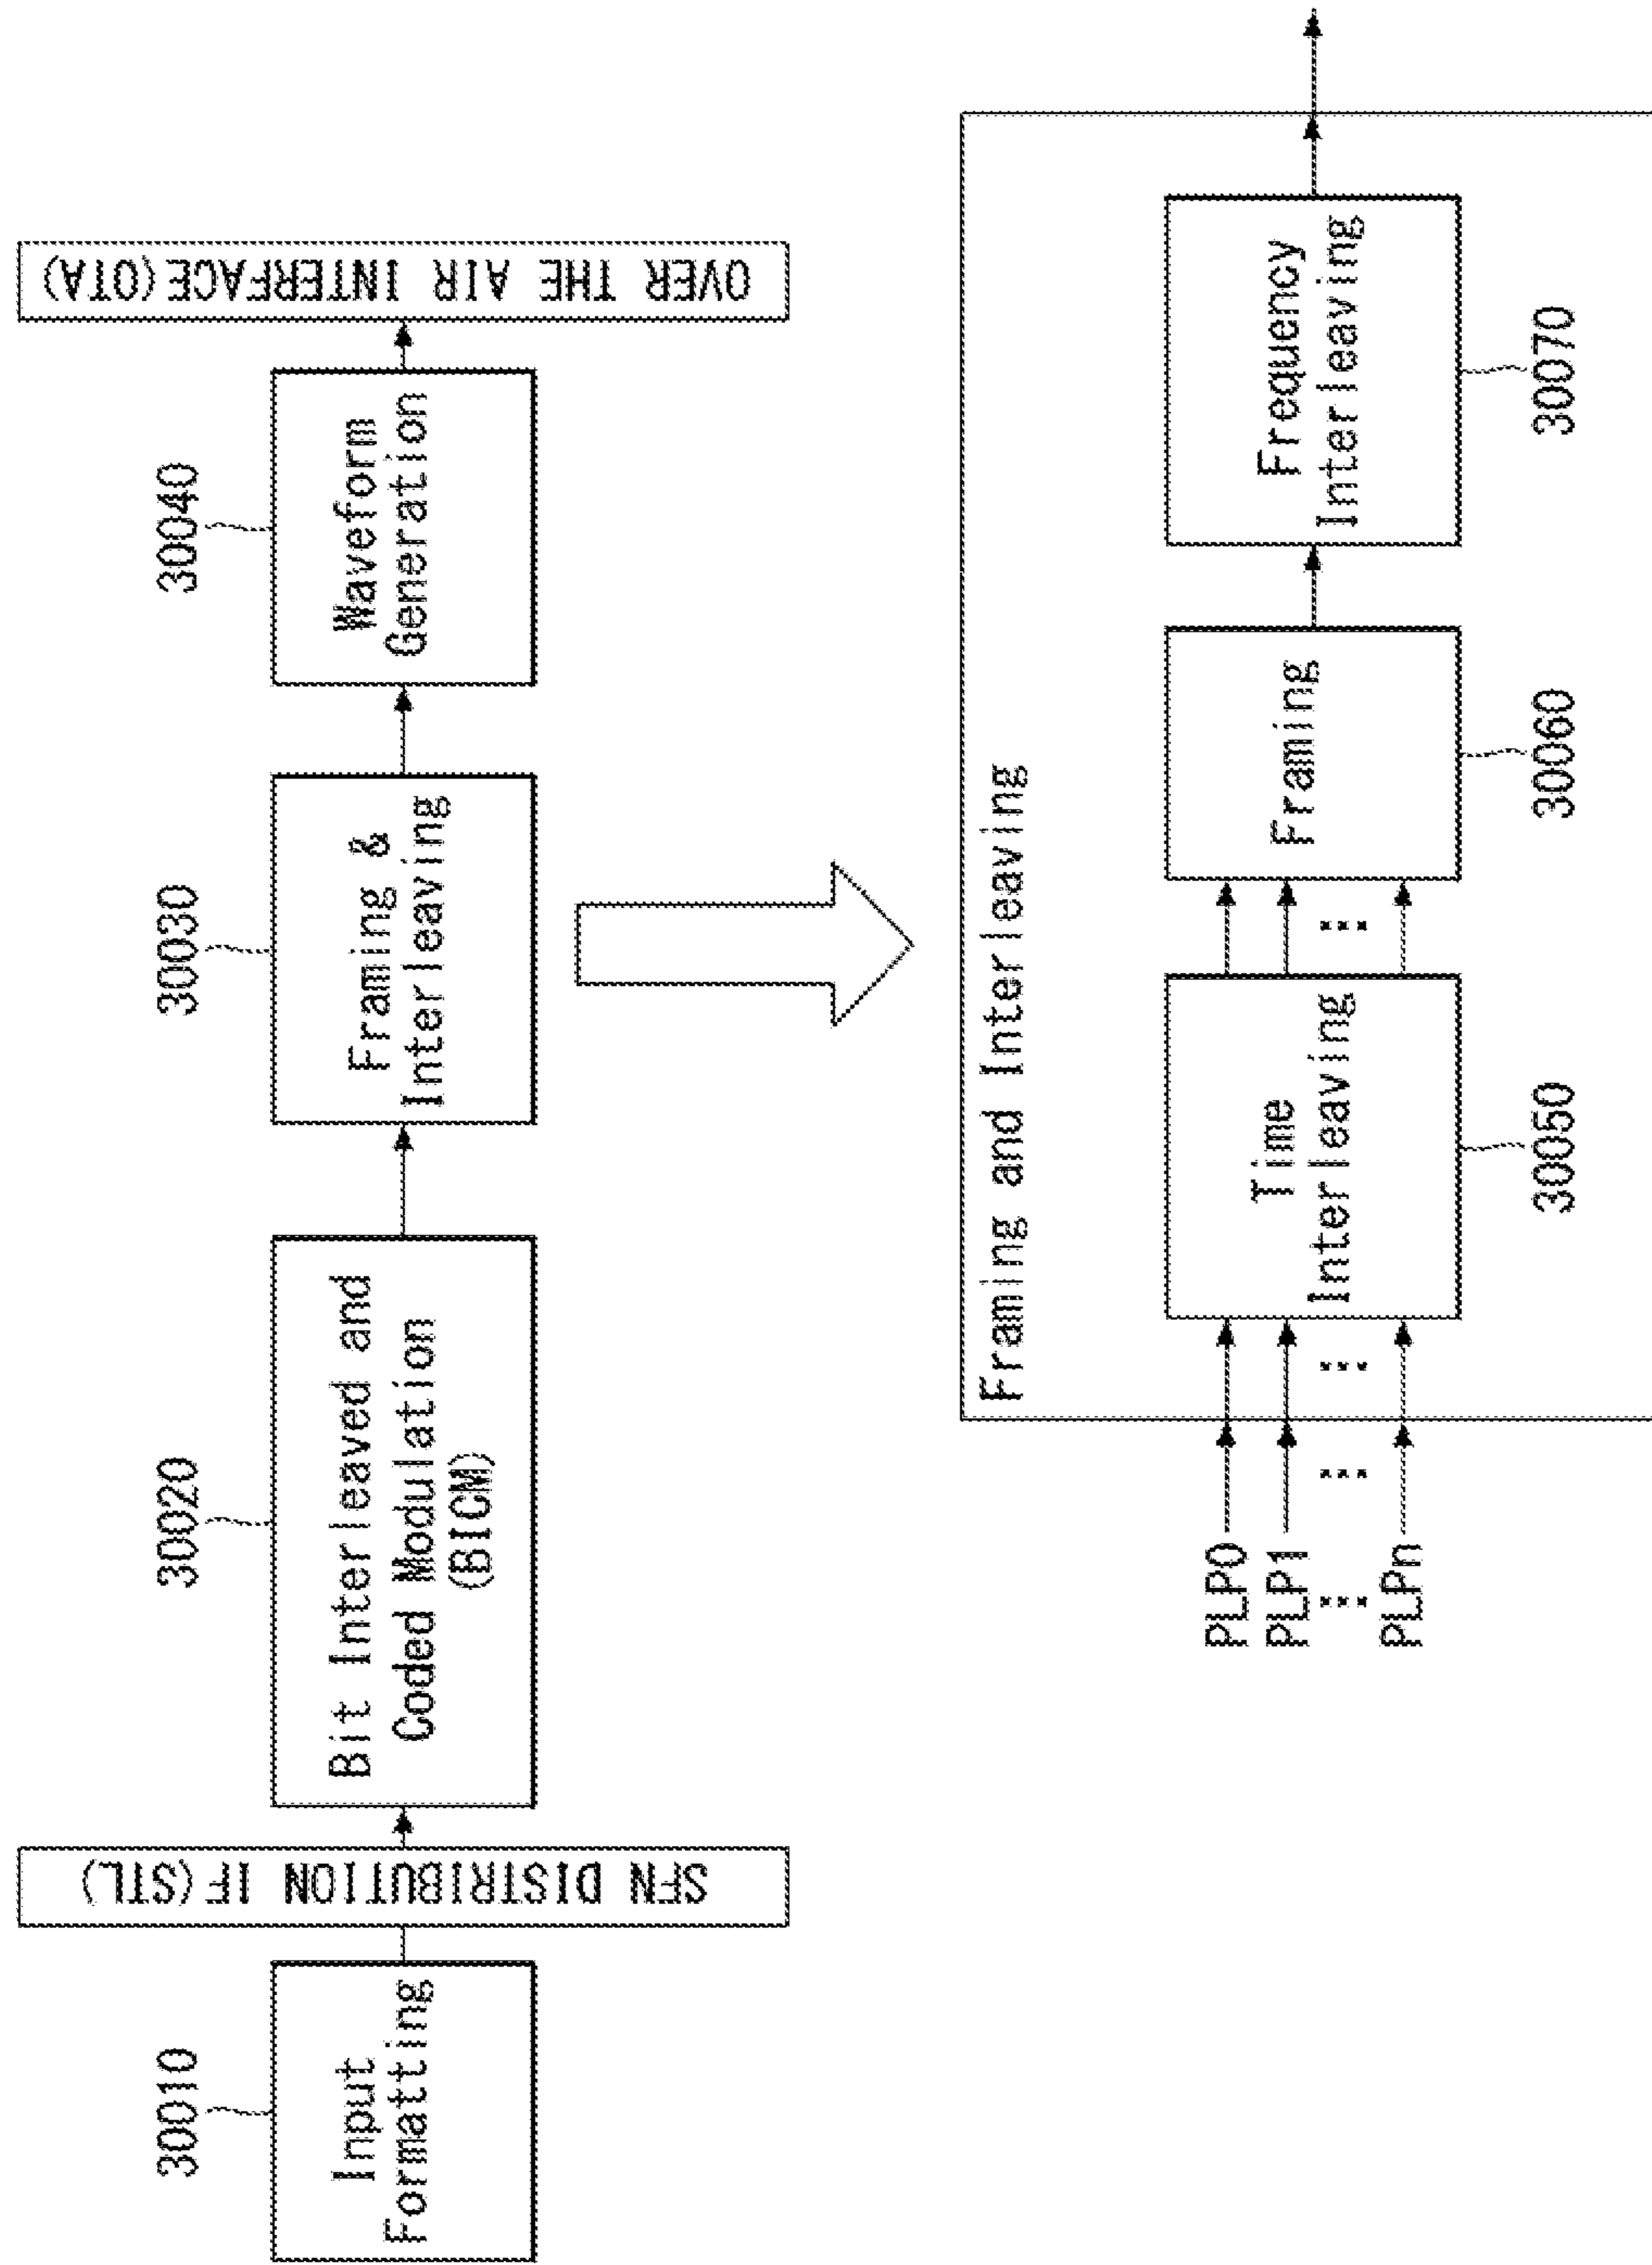 30010
Input
Formatting
SFN DISTRIBUTION IF(STL)
30020
Bit Interleaved and
Coded Modulation
(BICM)
30030
Framing &
Interleaving
30040
Waveform
Generation
OVER THE AIR INTERFACE(OTA)
Framing and Interleaving
PLP0
PLP1
⋮
PLPn
⋮
⋮
Time
Interleaving
30050
⋮
Framing
30060
Frequency
Interleaving
30070